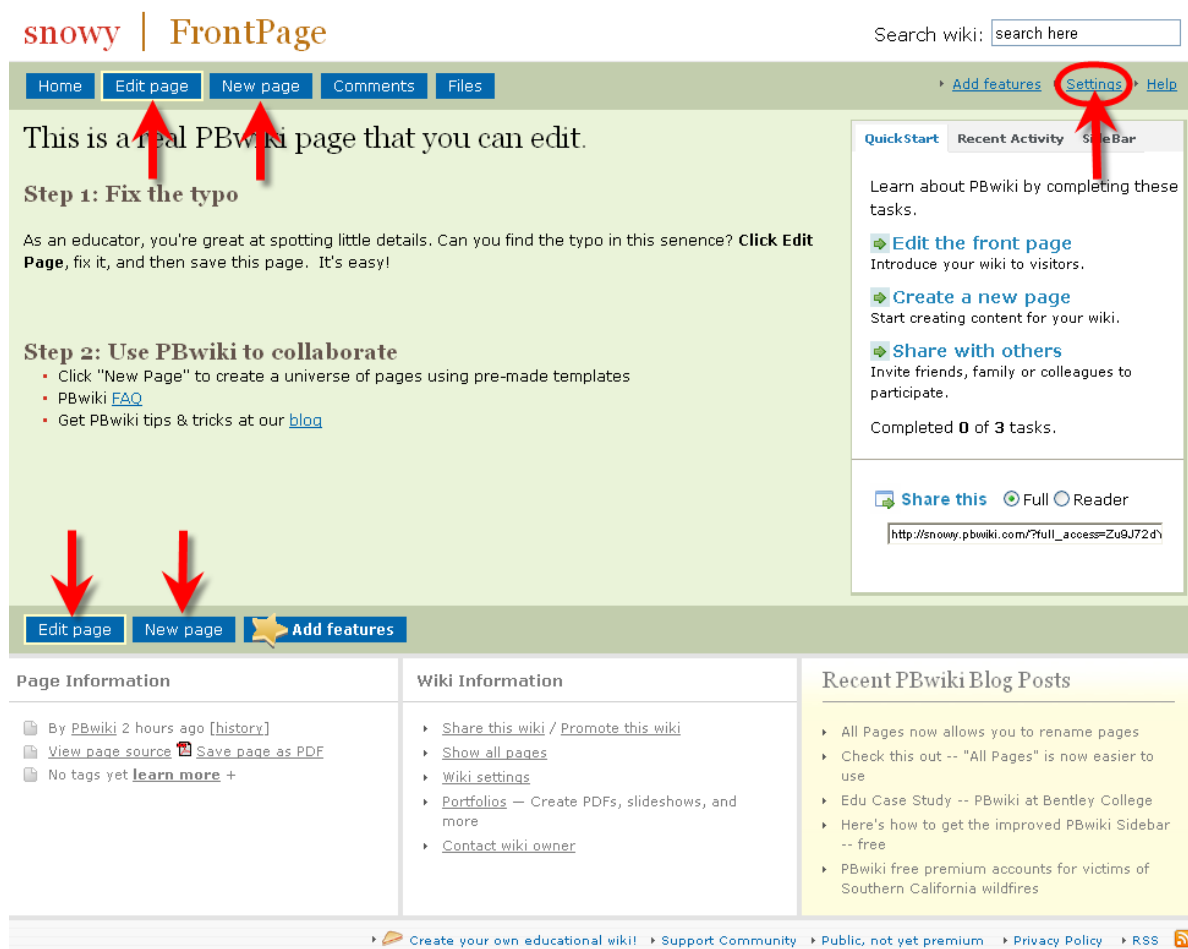 snowy | FrontPage
Search wiki: search here
Home Edit page New page Comments Files
Add features Settings Help
This is a real PBwiki page that you can edit.
Step 1: Fix the typo
As an educator, you're great at spotting little details. Can you find the typo in this senence? Click Edit
Page, fix it, and then save this page. It's easy!
Step 2: Use PBwiki to collaborate
Click "New Page" to create a universe of pages using pre-made templates
PBwiki FAQ
Get PBwiki tips & tricks at our blog
QuickStart Recent Activity SideBar
Learn about PBwiki by completing these
tasks.
Edit the front page
Introduce your wiki to visitors.
Create a new page
Start creating content for your wiki.
Share with others
Invite friends, family or colleagues to
participate.
Completed 0 of 3 tasks.
Share this Full Reader
http://snowy.pbwiki.com/?full_access=Zu9J72d
Edit page New page Add features
Page Information
By PBwiki 2 hours ago [history]
View page source Save page as PDF
No tags yet learn more +
Wiki Information
Share this wiki / Promote this wiki
Show all pages
Wiki settings
Portfolios — Create PDFs, slideshows, and
more
Contact wiki owner
Recent PBwiki Blog Posts
All Pages now allows you to rename pages
Check this out -- "All Pages" is now easier to
use
Edu Case Study -- PBwiki at Bentley College
Here's how to get the improved PBwiki Sidebar
-- free
PBwiki free premium accounts for victims of
Southern California wildfires
Create your own educational wiki! Support Community Public, not yet premium Privacy Policy RSS